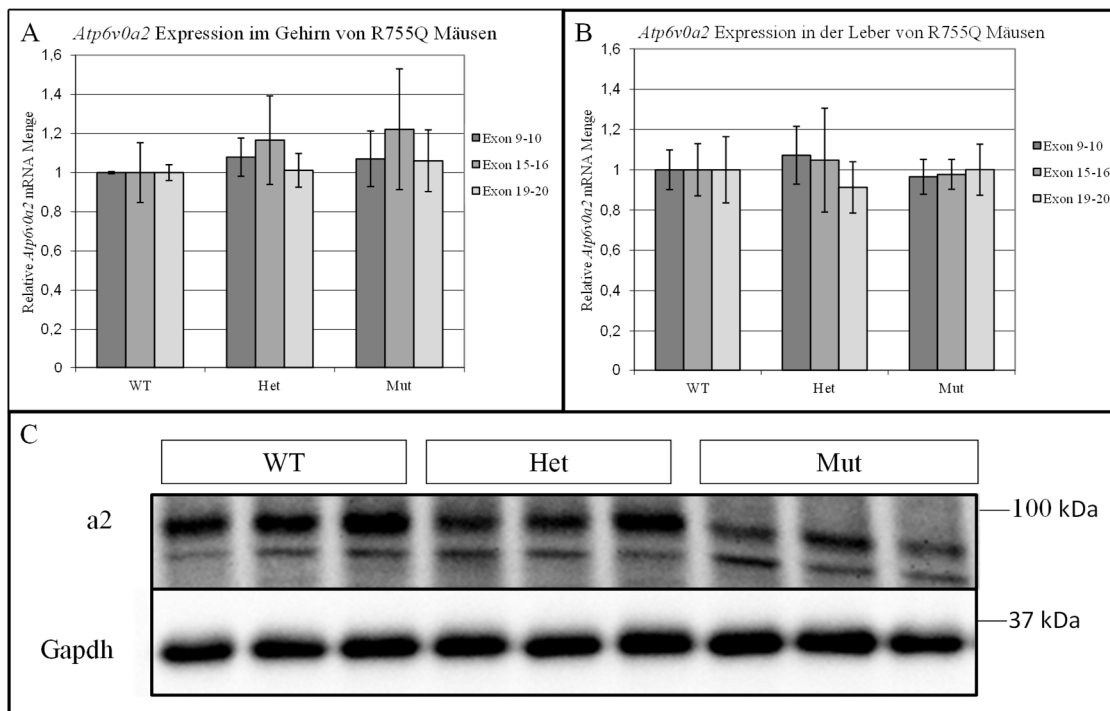 A
Atp6v0a2 Expression im Gehirn von R755Q Mäusen
Relative Atp6v0a2 mRNA Menge
1,6
1,4
1,2
1
0,8
0,6
0,4
0,2
0
WT Het Mut
Exon 9-10
Exon 15-16
Exon 19-20
B
Atp6v0a2 Expression in der Leber von R755Q Mäusen
Relative Atp6v0a2 mRNA Menge
1,6
1,4
1,2
1
0,8
0,6
0,4
0,2
0
WT Het Mut
Exon 9-10
Exon 15-16
Exon 19-20
C
WT Het Mut
a2
100 kDa
37 kDa
Gapdh